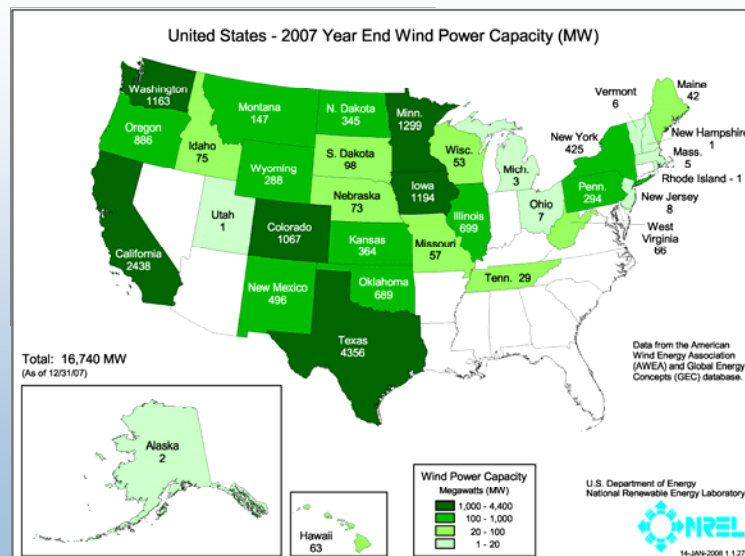 United States - 2007 Year End Wind Power Capacity (MW)
Washington
1163
Oregon
886
California
2438
Idaho
75
Montana
147
Wyoming
288
Utah
1
Colorado
1067
New Mexico
496
N. Dakota
345
S. Dakota
98
Nebraska
73
Kansas
364
Oklahoma
689
Texas
4356
Minn.
1299
Iowa
1194
Missouri
57
Wisc.
53
Illinois
699
Mich.
3
Ohio
7
Tenn. 29
New York
425
Penn.
294
Vermont
6
Maine
42
New Hampshire
1
Mass.
5
Rhode Island - 1
New Jersey
8
West
Virginia
66
Total: 16,740 MW
(As of 12/31/07)
Data from the American
Wind Energy Association
(AWEA) and Global Energy
Concepts (GEC) database.
Alaska
2
Hawaii
63
Wind Power Capacity
Megawatts (MW)
1,000 - 4,400
100 - 1,000
20 - 100
1 - 20
U.S. Department of Energy
National Renewable Energy Laboratory
NREL
14-JAN-2008 1.1.27